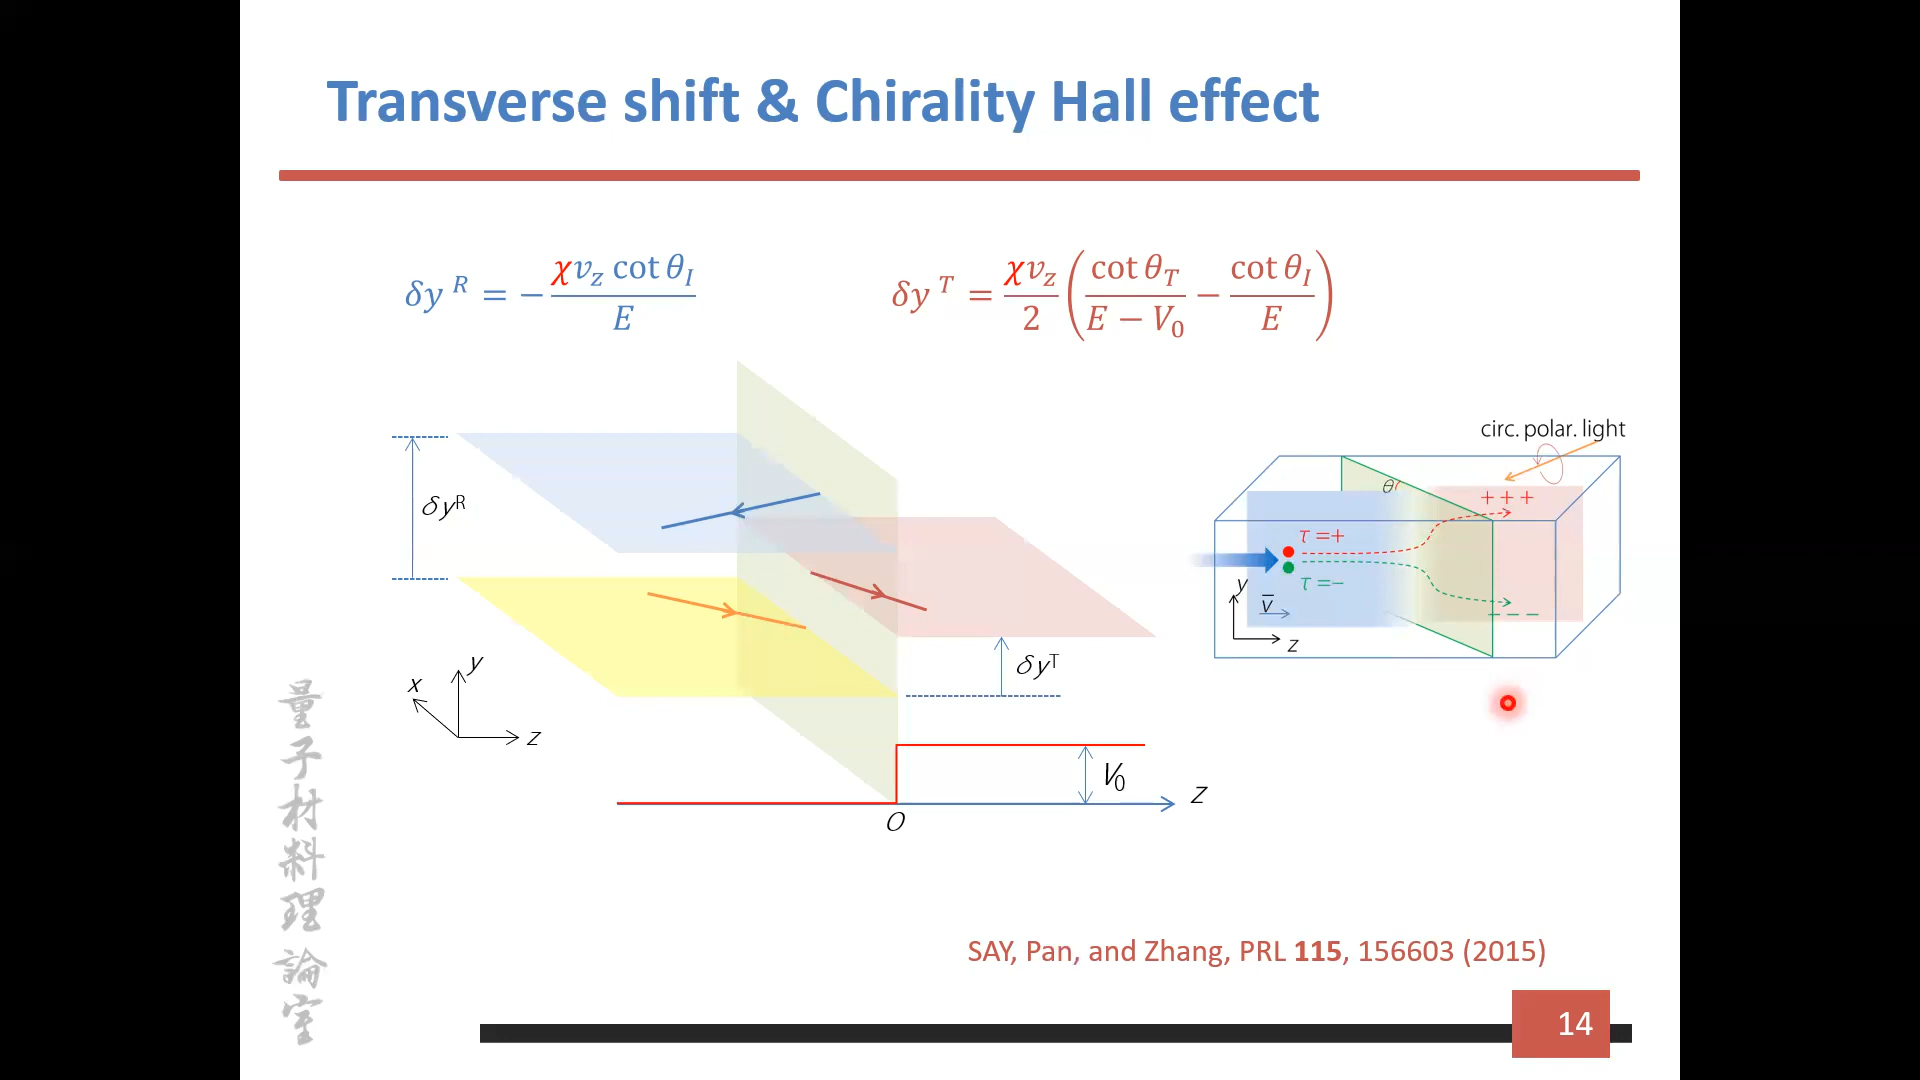 Transverse shift & Chirality Hall effect
δy ᴿ = − χv_z cot θ_I / E
δy ᵀ = χv_z / 2 ( cot θ_T / E − V₀ − cot θ_I / E )
δyᴿ
δyᵀ
x
y
z
V₀
z
O
circ. polar. light
θ
+ + +
τ =+
τ =−
− − −
y
v̅
z
量子材料理論室
SAY, Pan, and Zhang, PRL 115, 156603 (2015)
14